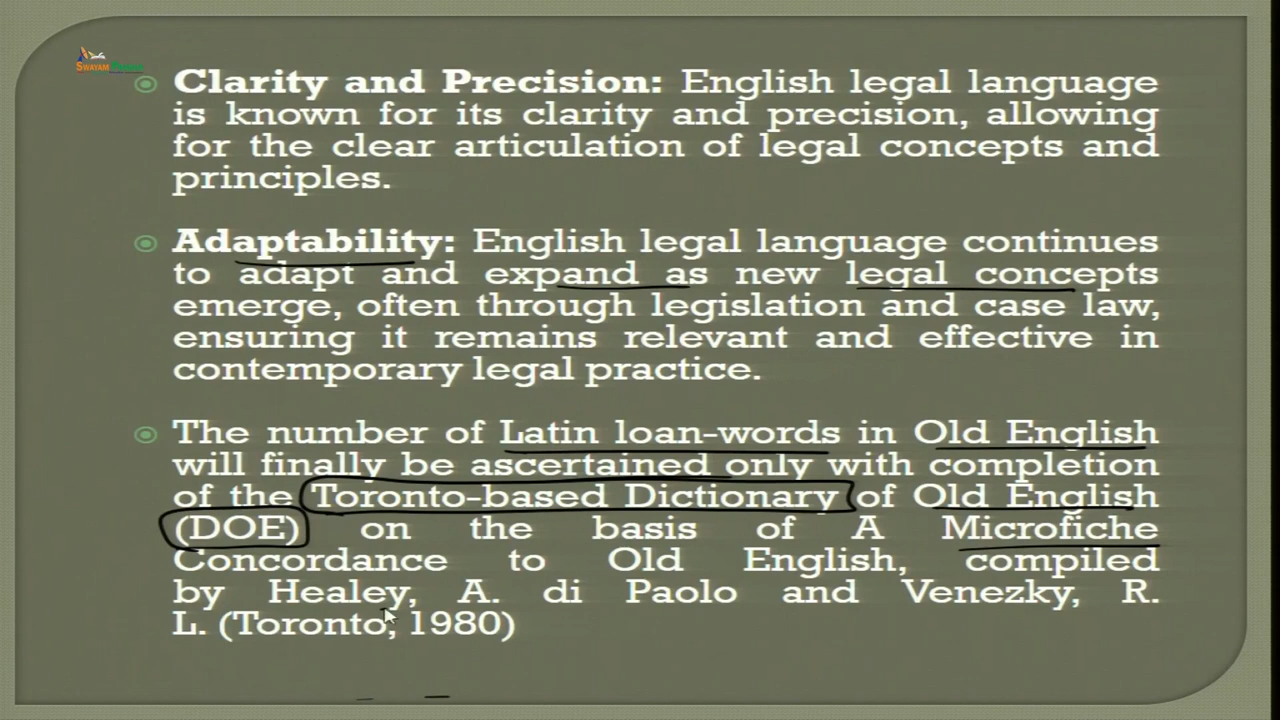 SWAYAM PRABHA
Clarity and Precision: English legal language
is known for its clarity and precision, allowing
for the clear articulation of legal concepts and
principles.
Adaptability: English legal language continues
to adapt and expand as new legal concepts
emerge, often through legislation and case law,
ensuring it remains relevant and effective in
contemporary legal practice.
The number of Latin loan-words in Old English
will finally be ascertained only with completion
of the Toronto-based Dictionary of Old English
(DOE) on the basis of A Microfiche
Concordance to Old English, compiled
by Healey, A. di Paolo and Venezky, R.
L. (Toronto, 1980)